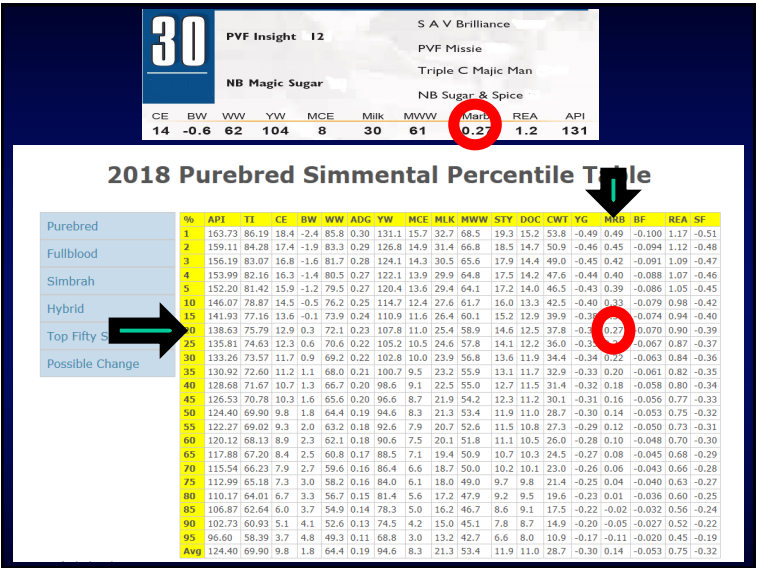 30
S A V Brilliance
PVF Insight 12
PVF Missie
Triple C Majic Man
NB Magic Sugar
NB Sugar & Spice
CE BW WW YW MCE Milk MWW Marb REA API
14 -0.6 62 104 8 30 61 0.27 1.2 131
2018 Purebred Simmental Percentile Table
Purebred
Fullblood
Simbrah
Hybrid
Top Fifty
Possible Change
% API TI CE BW WW ADG YW MCE MLK MWW STY DOC CWT YG MRB BF REA SF
1 163.73 86.19 18.4 -2.4 85.8 0.30 131.1 15.7 32.7 68.5 19.3 15.2 53.8 -0.49 0.49 -0.100 1.17 -0.51
2 159.11 84.28 17.4 -1.9 83.3 0.29 126.8 14.9 31.4 66.8 18.5 14.7 50.9 -0.46 0.45 -0.094 1.12 -0.48
3 156.19 83.07 16.8 -1.6 81.7 0.28 124.1 14.3 30.5 65.6 17.9 14.4 49.0 -0.45 0.42 -0.091 1.09 -0.47
4 153.99 82.16 16.3 -1.4 80.5 0.27 122.1 13.9 29.9 64.8 17.5 14.2 47.6 -0.44 0.40 -0.088 1.07 -0.46
5 152.20 81.42 15.9 -1.2 79.5 0.27 120.4 13.6 29.4 64.1 17.2 14.0 46.5 -0.43 0.39 -0.086 1.05 -0.45
10 146.07 78.87 14.5 -0.5 76.2 0.25 114.7 12.4 27.6 61.7 16.0 13.3 42.5 -0.40 0.33 -0.079 0.98 -0.42
15 141.93 77.16 13.6 -0.1 73.9 0.24 110.9 11.6 26.4 60.1 15.2 12.9 39.9 -0.074 0.94 -0.40
20 138.63 75.79 12.9 0.3 72.1 0.23 107.8 11.0 25.4 58.9 14.6 12.5 37.8 0.27 -0.070 0.90 -0.39
25 135.81 74.63 12.3 0.6 70.6 0.22 105.2 10.5 24.6 57.8 14.1 12.2 36.0 -0.35 -0.067 0.87 -0.37
30 133.26 73.57 11.7 0.9 69.2 0.22 102.8 10.0 23.9 56.8 13.6 11.9 34.4 -0.34 0.22 -0.063 0.84 -0.36
35 130.92 72.60 11.2 1.1 68.0 0.21 100.7 9.5 23.2 55.9 13.1 11.7 32.9 -0.33 0.20 -0.061 0.82 -0.35
40 128.68 71.67 10.7 1.3 66.7 0.20 98.6 9.1 22.5 55.0 12.7 11.5 31.4 -0.32 0.18 -0.058 0.80 -0.34
45 126.53 70.78 10.3 1.6 65.6 0.20 96.6 8.7 21.9 54.2 12.3 11.2 30.1 -0.31 0.16 -0.056 0.77 -0.33
50 124.40 69.90 9.8 1.8 64.4 0.19 94.6 8.3 21.3 53.4 11.9 11.0 28.7 -0.30 0.14 -0.053 0.75 -0.32
55 122.27 69.02 9.3 2.0 63.2 0.18 92.6 7.9 20.7 52.6 11.5 10.8 27.3 -0.29 0.12 -0.050 0.73 -0.31
60 120.12 68.13 8.9 2.3 62.1 0.18 90.6 7.5 20.1 51.8 11.1 10.5 26.0 -0.28 0.10 -0.048 0.70 -0.30
65 117.88 67.20 8.4 2.5 60.8 0.17 88.5 7.1 19.4 50.9 10.7 10.3 24.5 -0.27 0.08 -0.045 0.68 -0.29
70 115.54 66.23 7.9 2.7 59.6 0.16 86.4 6.6 18.7 50.0 10.2 10.1 23.0 -0.26 0.06 -0.043 0.66 -0.28
75 112.99 65.18 7.3 3.0 58.2 0.16 84.0 6.1 18.0 49.0 9.7 9.8 21.4 -0.25 0.04 -0.040 0.63 -0.27
80 110.17 64.01 6.7 3.3 56.7 0.15 81.4 5.6 17.2 47.9 9.2 9.5 19.6 -0.23 0.01 -0.036 0.60 -0.25
85 106.87 62.64 6.0 3.7 54.9 0.14 78.3 5.0 16.2 46.7 8.6 9.1 17.5 -0.22 -0.02 -0.032 0.56 -0.24
90 102.73 60.93 5.1 4.1 52.6 0.13 74.5 4.2 15.0 45.1 7.8 8.7 14.9 -0.20 -0.05 -0.027 0.52 -0.22
95 96.60 58.39 3.7 4.8 49.3 0.11 68.8 3.0 13.2 42.7 6.6 8.0 10.9 -0.17 -0.11 -0.020 0.45 -0.19
Avg 124.40 69.90 9.8 1.8 64.4 0.19 94.6 8.3 21.3 53.4 11.9 11.0 28.7 -0.30 0.14 -0.053 0.75 -0.32